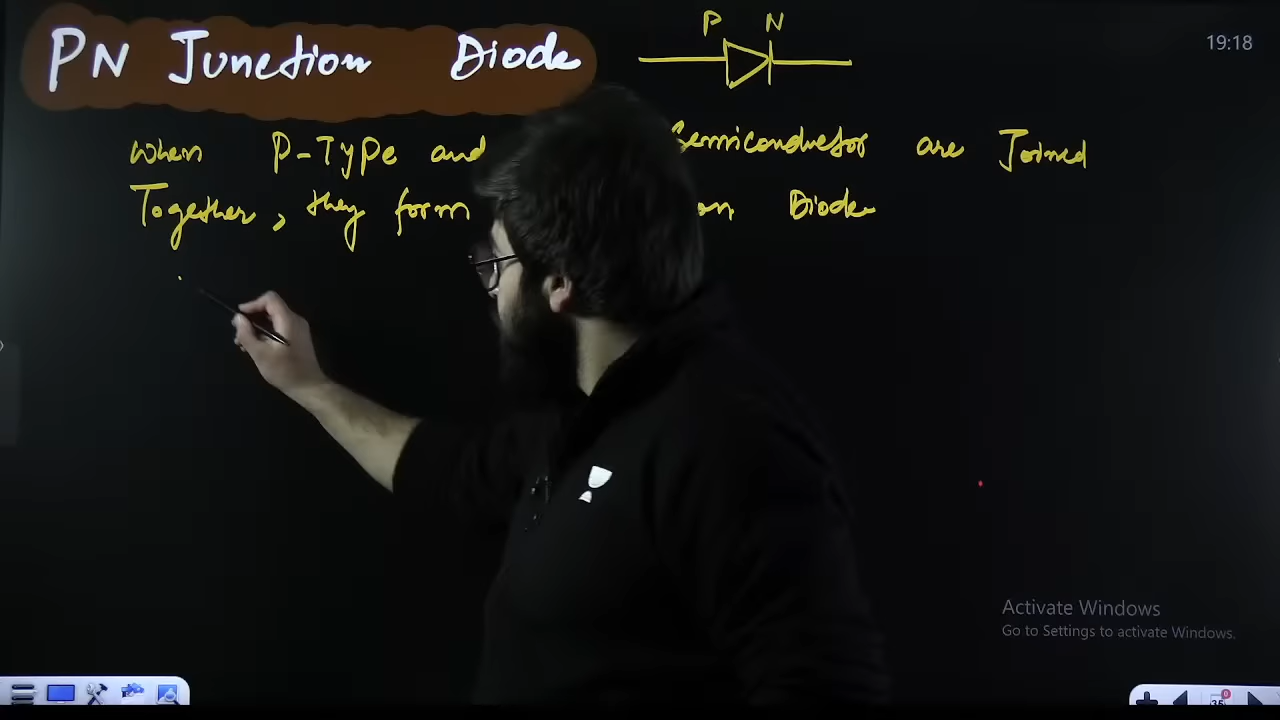 PN Junction Diode
P N
19:18
When P-Type and Semiconductor are Joined
Together, they form on Diode
Activate Windows
Go to Settings to activate Windows.